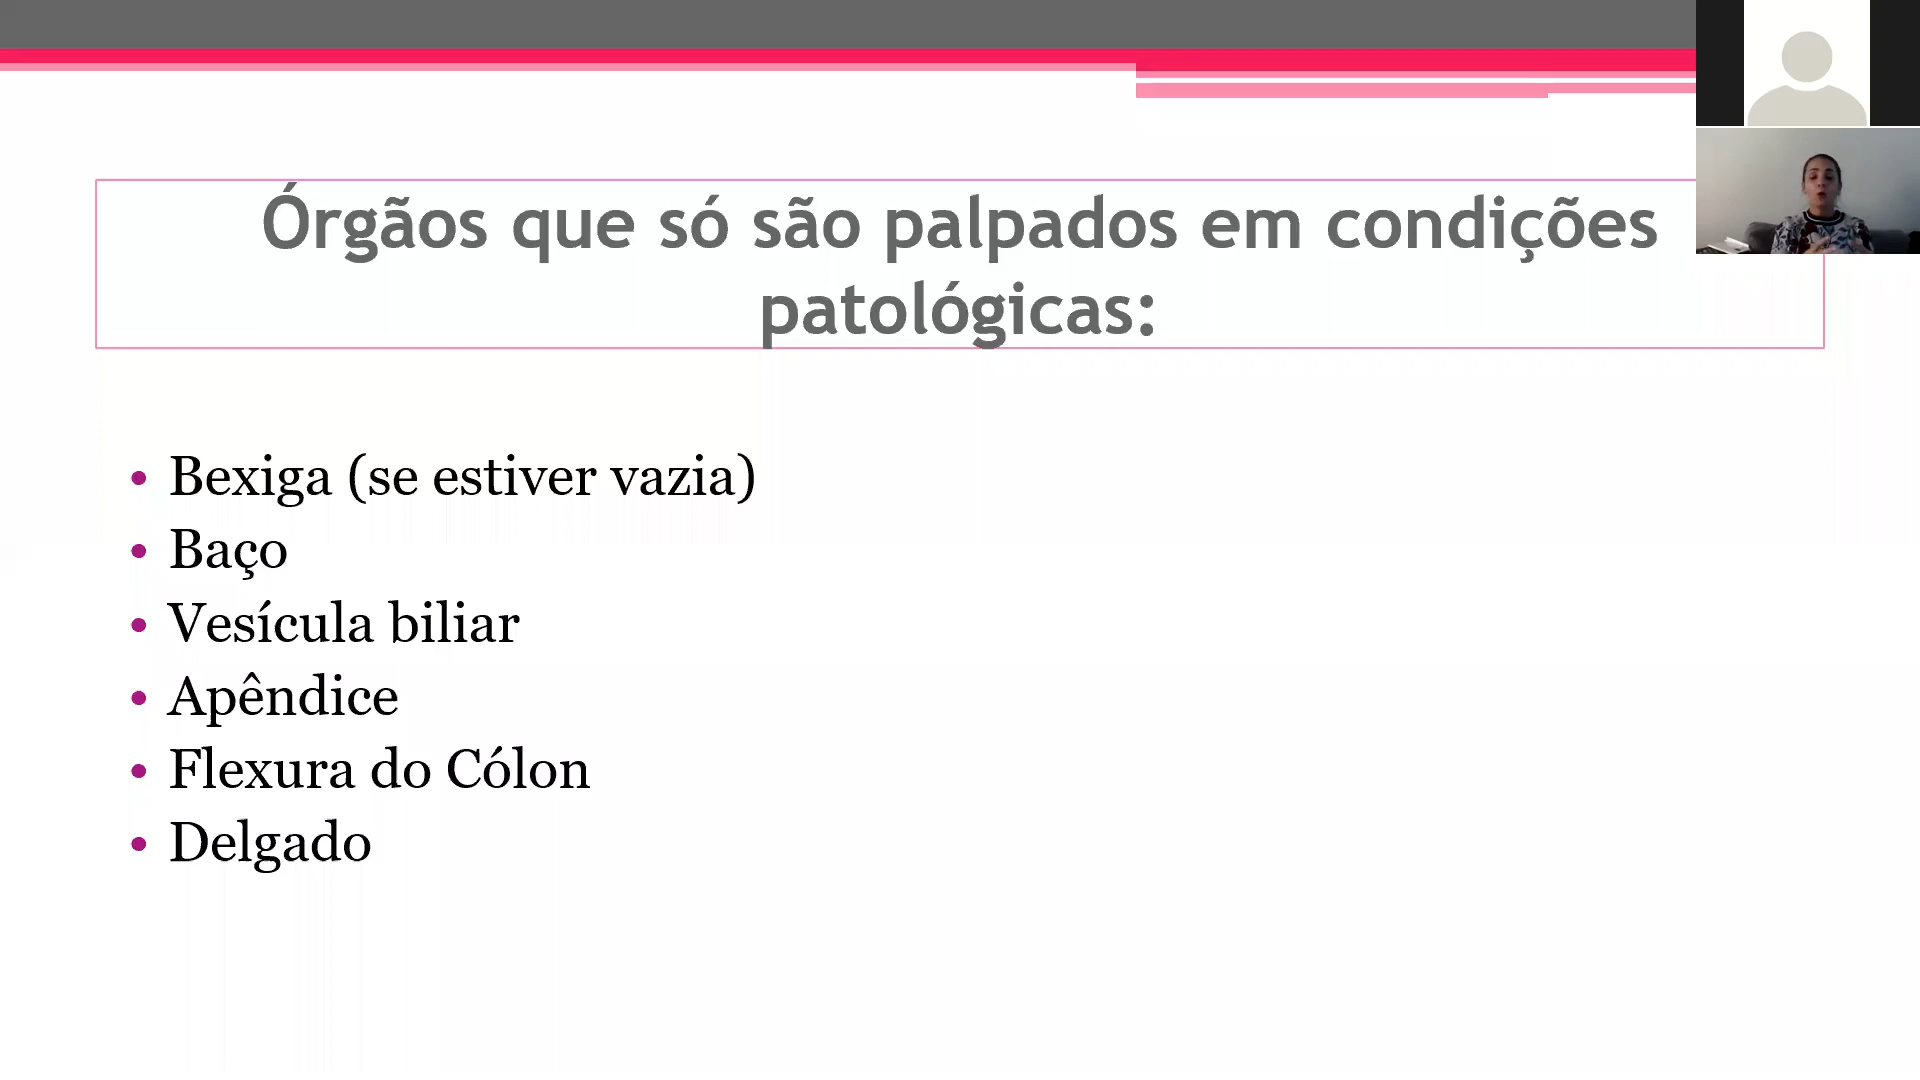 Órgãos que só são palpados em condições
patológicas:
• Bexiga (se estiver vazia)
• Baço
• Vesícula biliar
• Apêndice
• Flexura do Cólon
• Delgado